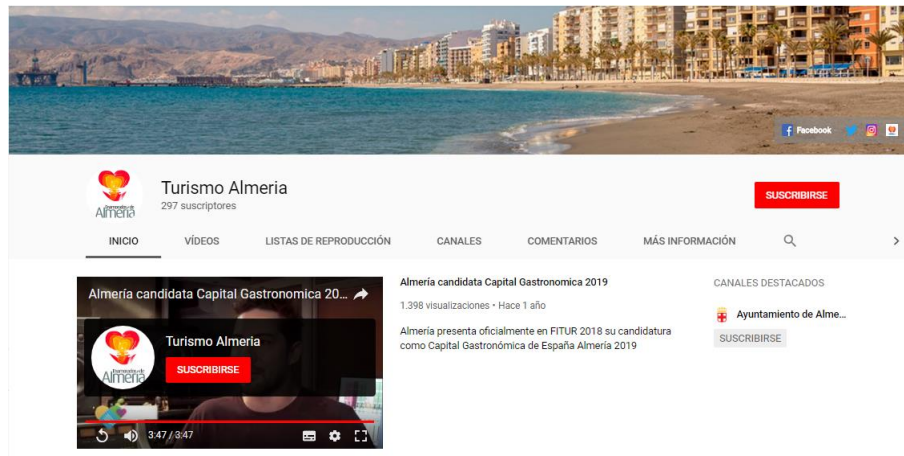 Facebook
Turismo Almeria
297 suscriptores
SUSCRIBIRSE
Almería
INICIO
VÍDEOS
LISTAS DE REPRODUCCIÓN
CANALES
COMENTARIOS
MÁS INFORMACIÓN
Almería candidata Capital Gastronomica 20...
Turismo Almeria
SUSCRIBIRSE
Almería
3:47 / 3:47
Almería candidata Capital Gastronomica 2019
1.398 visualizaciones • Hace 1 año
Almería presenta oficialmente en FITUR 2018 su candidatura
como Capital Gastronómica de España Almería 2019
CANALES DESTACADOS
Ayuntamiento de Alme...
SUSCRIBIRSE